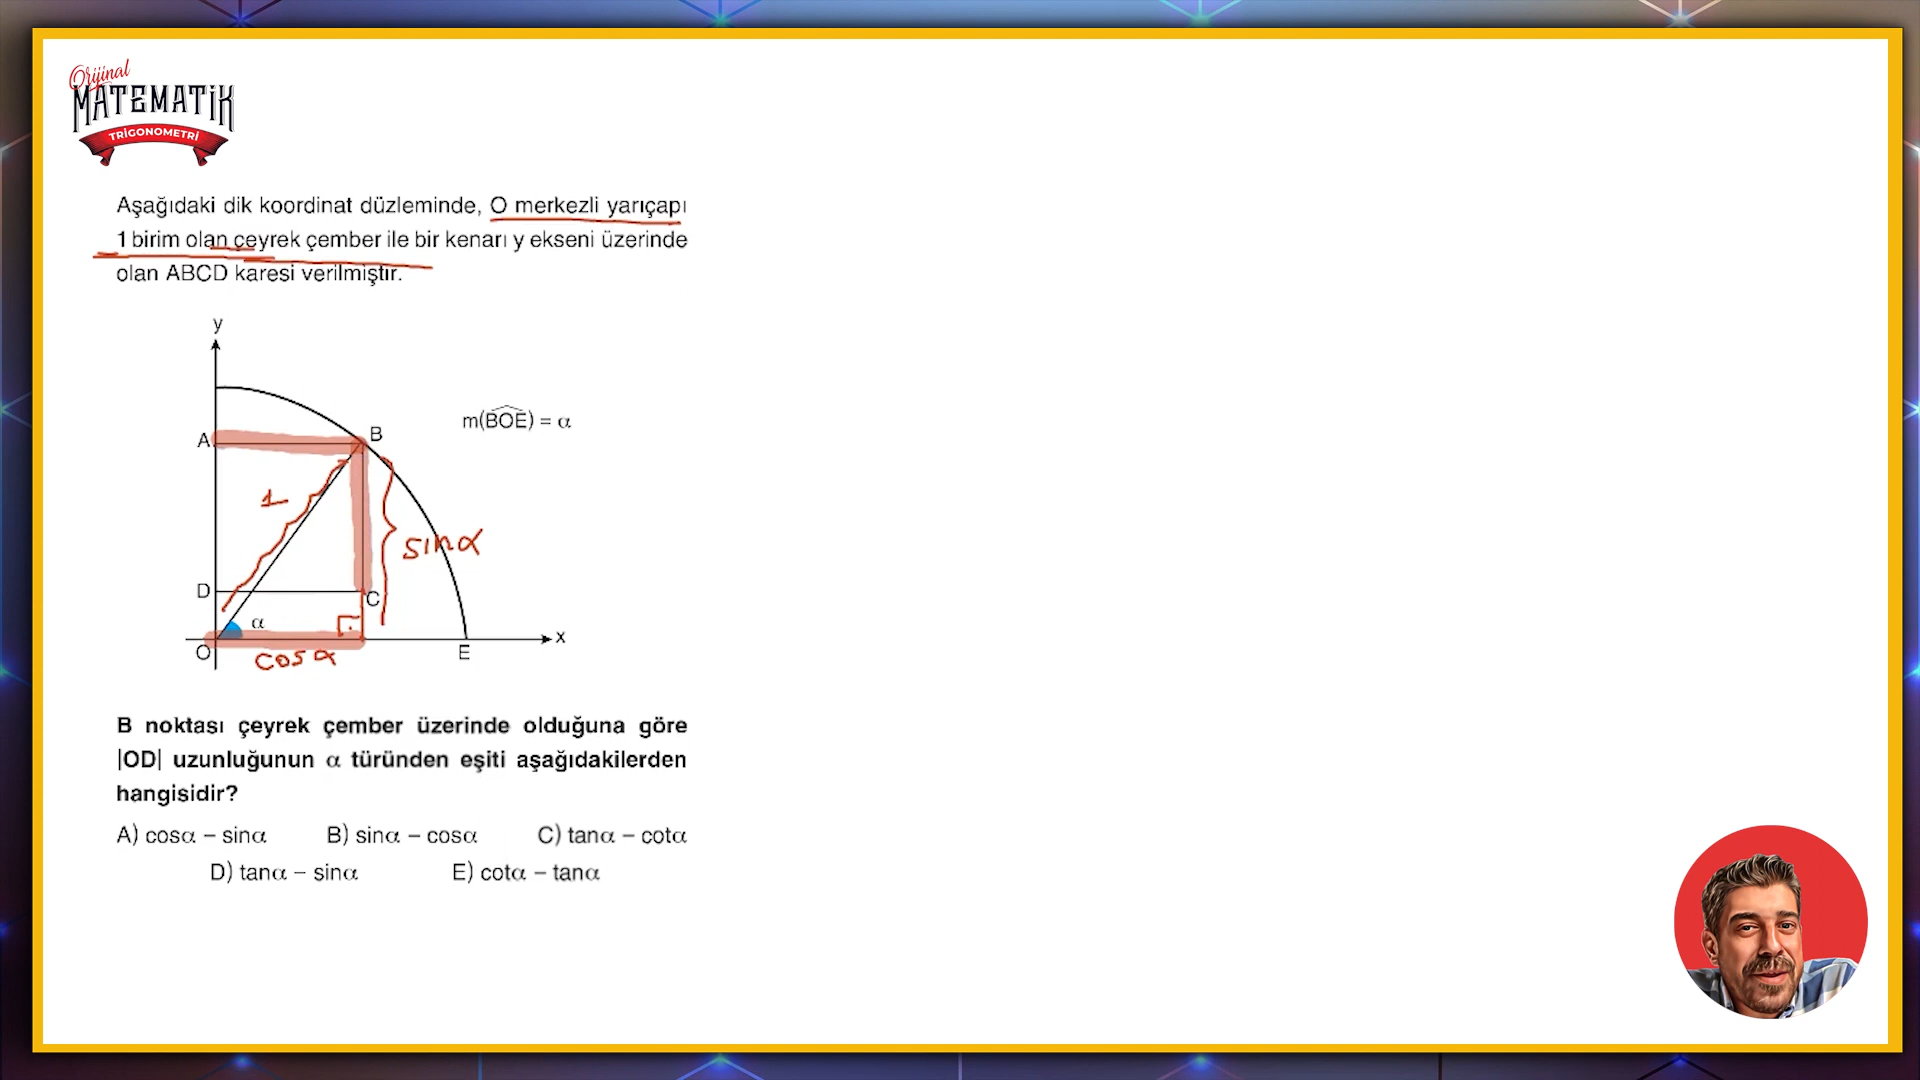 Orijinal
MATEMATİK
TRİGONOMETRİ
Aşağıdaki dik koordinat düzleminde, O merkezli yarıçapı
1 birim olan çeyrek çember ile bir kenarı y ekseni üzerinde
olan ABCD karesi verilmiştir.
y
m(BOE) = α
A
B
1
sinα
D
C
α
x
O
cosα
E
B noktası çeyrek çember üzerinde olduğuna göre
|OD| uzunluğunun α türünden eşiti aşağıdakilerden
hangisidir?
A) cosα – sinα B) sinα – cosα C) tanα – cotα
D) tanα – sinα E) cotα – tanα